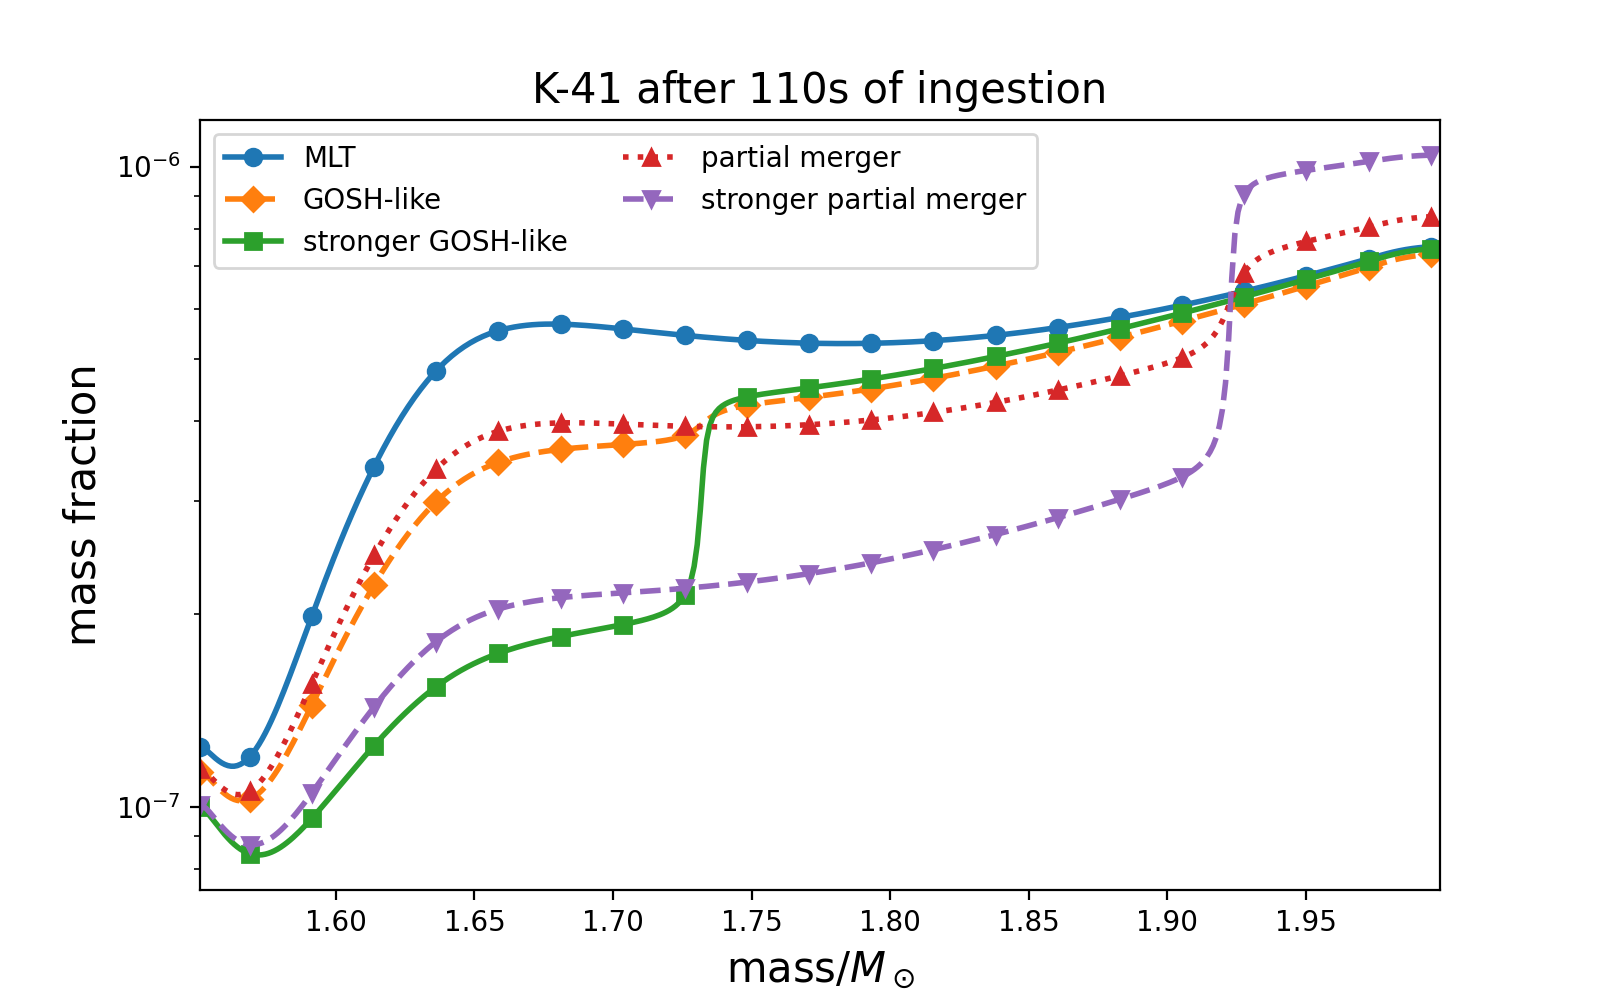 K-41 after 110s of ingestion
MLT
GOSH-like
stronger GOSH-like
partial merger
stronger partial merger
10⁻⁶
10⁻⁷
mass fraction
1.60 1.65 1.70 1.75 1.80 1.85 1.90 1.95
mass/M⊙